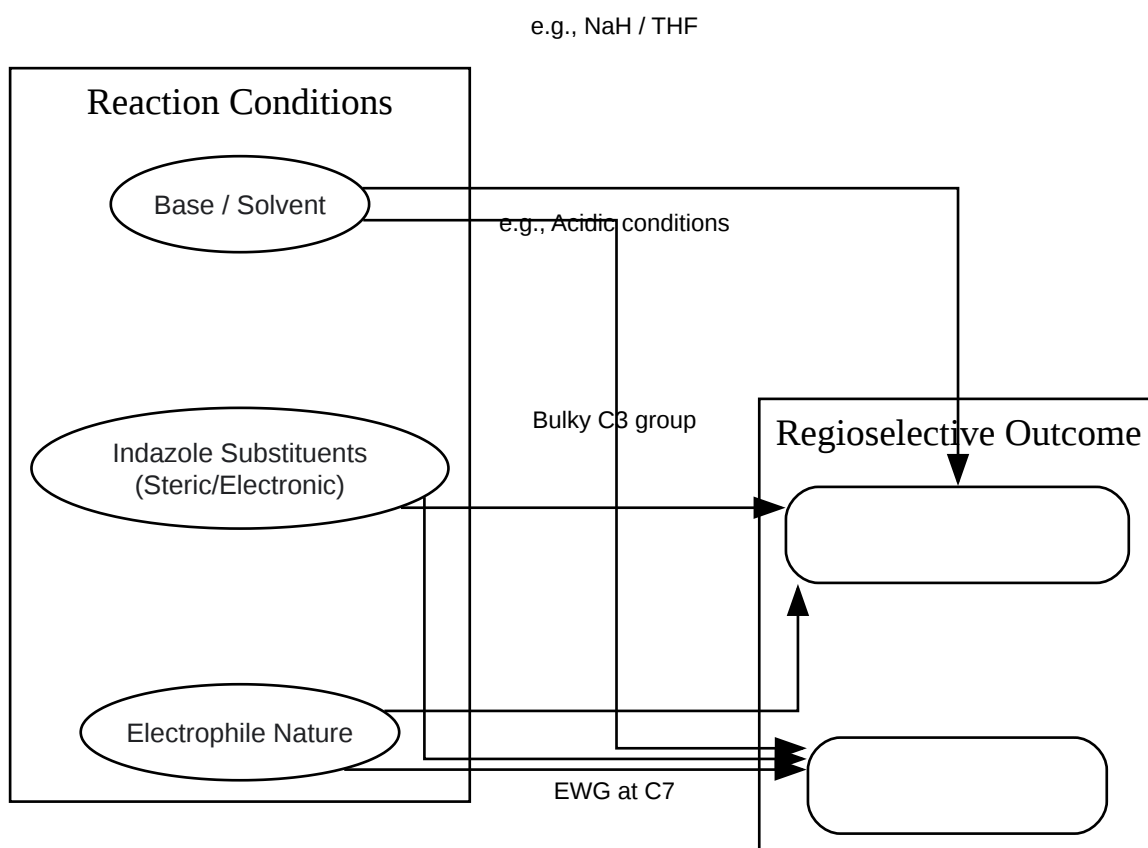 e.g., NaH / THF
Reaction Conditions
Base / Solvent
e.g., Acidic conditions
Bulky C3 group
Regioselective Outcome
Indazole Substituents
(Steric/Electronic)
Electrophile Nature
EWG at C7